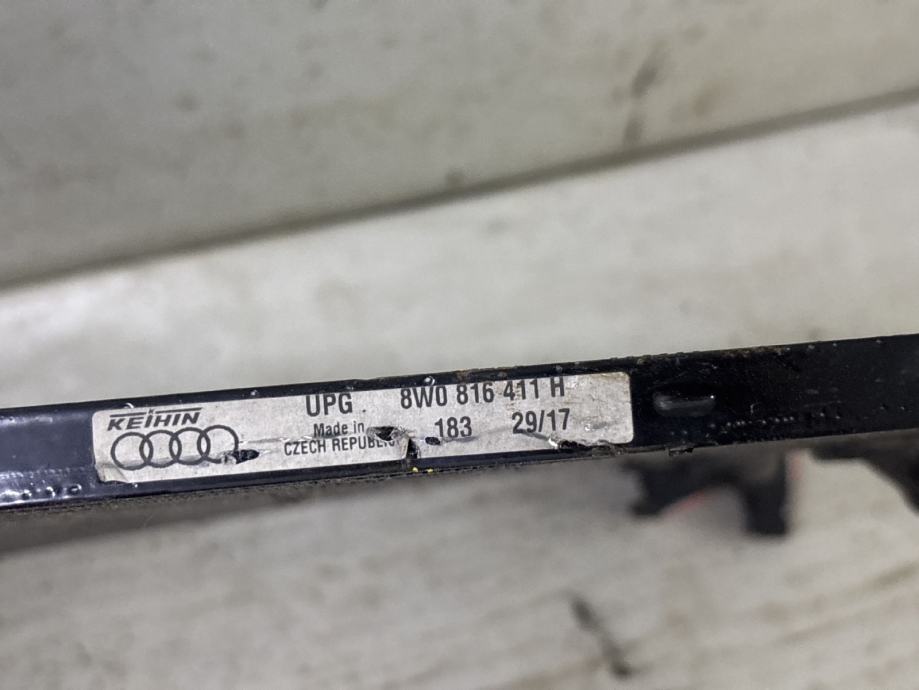 KEIHIN
UPG 8W0 816 411 H
Made in 183 29/17
CZECH REPUBLIC